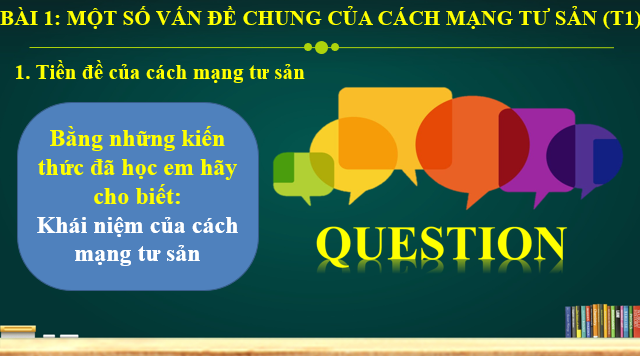 BÀI 1: MỘT SỐ VẤN ĐỀ CHUNG CỦA CÁCH MẠNG TƯ SẢN (T1)
1. Tiền đề của cách mạng tư sản
Bằng những kiến
thức đã học em hãy
cho biết:
Khái niệm của cách
mạng tư sản
QUESTION